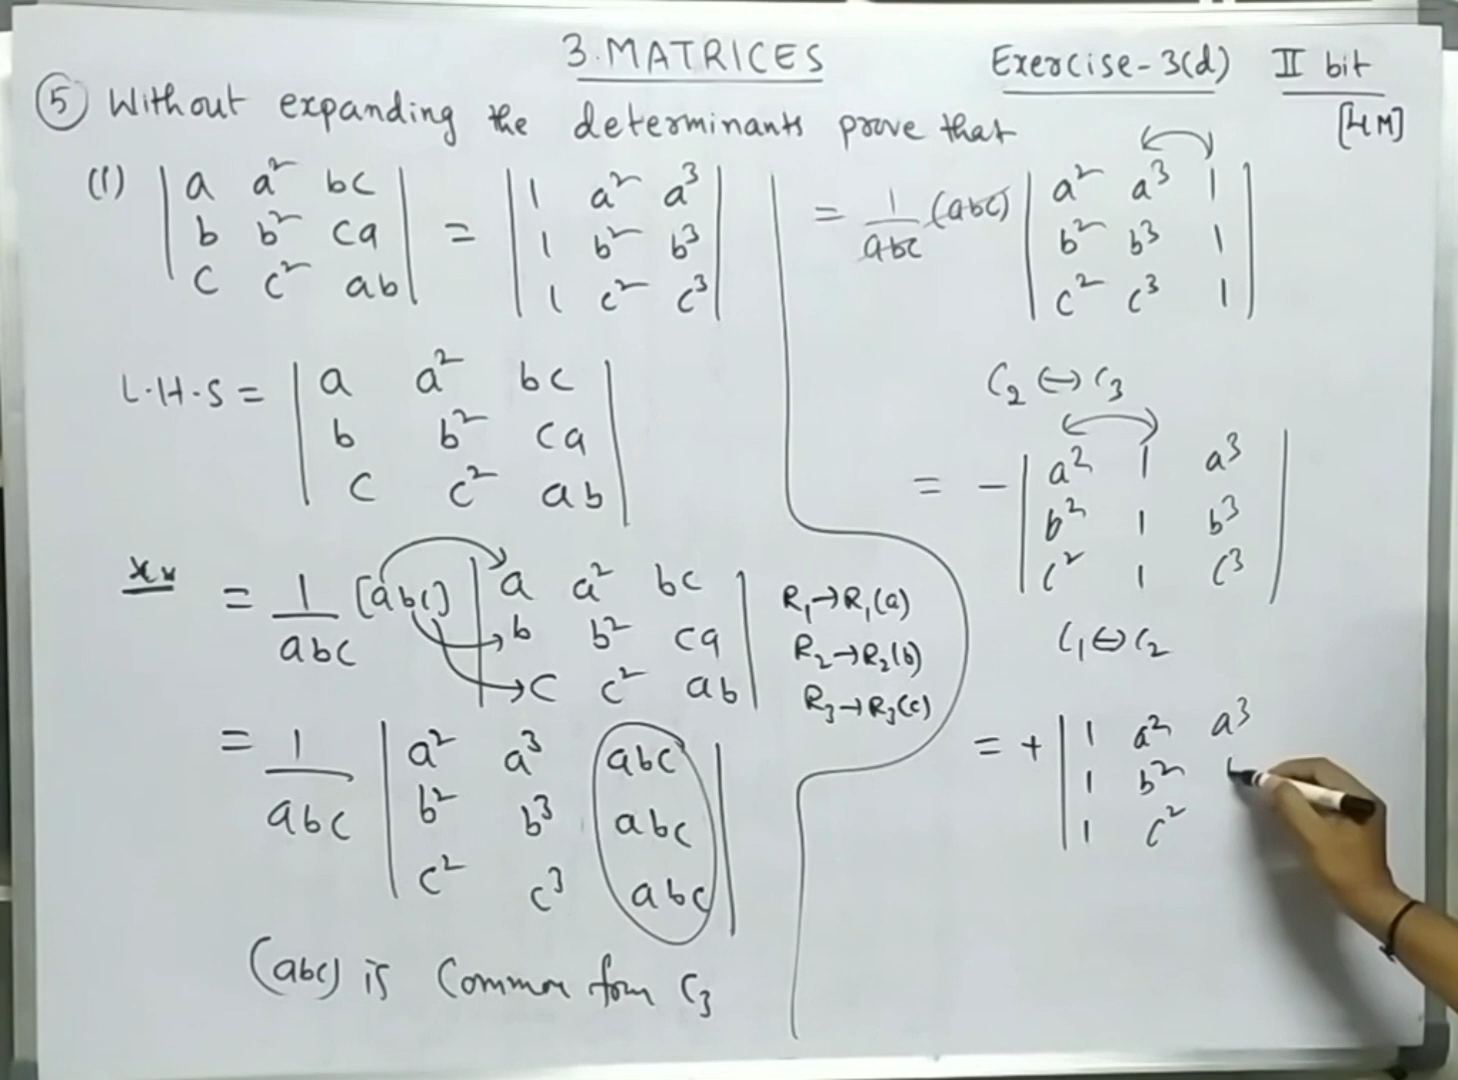 3. MATRICES
Exercise - 3(d) II bit
[4M]
(5) Without expanding the determinants prove that
(1) | a a² bc | = | 1 a² a³ |
| b b² ca | = | 1 b² b³ |
| c c² ab | = | 1 c² c³ |
L.H.S = | a a² bc |
| b b² ca |
| c c² ab |
= 1/abc [abc] | a a² bc | R₁→R₁(a)
| b b² ca | R₂→R₂(b)
| c c² ab | R₃→R₃(c)
= 1/abc | a² a³ abc |
| b² b³ abc |
| c² c³ abc |
(abc) is common from C₃
= 1/abc (abc) | a² a³ 1 |
| b² b³ 1 |
| c² c³ 1 |
C₂ ↔ C₃
= - | a² 1 a³ |
| b² 1 b³ |
| c² 1 c³ |
C₁ ↔ C₂
= + | 1 a² a³
| 1 b²
| 1 c²